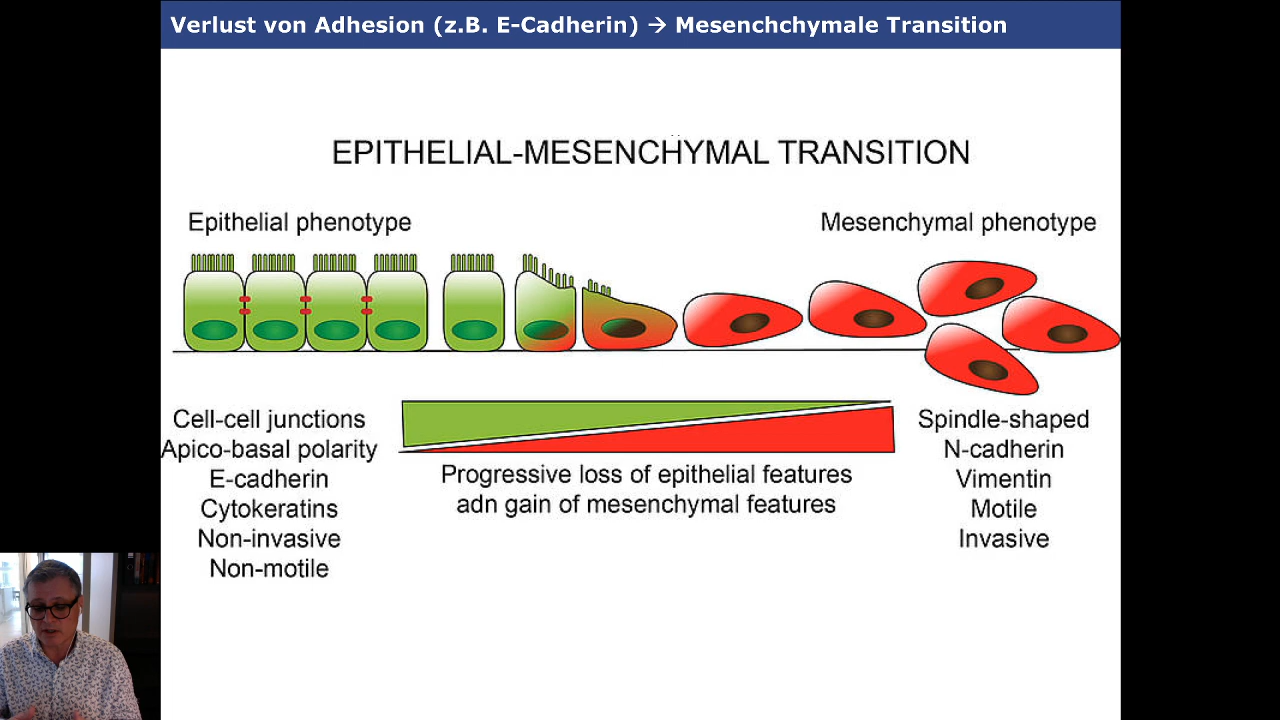 Verlust von Adhesion (z.B. E-Cadherin) → Mesenchchymale Transition
EPITHELIAL-MESENCHYMAL TRANSITION
Epithelial phenotype
Mesenchymal phenotype
Cell-cell junctions
Apico-basal polarity
E-cadherin
Cytokeratins
Non-invasive
Non-motile
Progressive loss of epithelial features
adn gain of mesenchymal features
Spindle-shaped
N-cadherin
Vimentin
Motile
Invasive